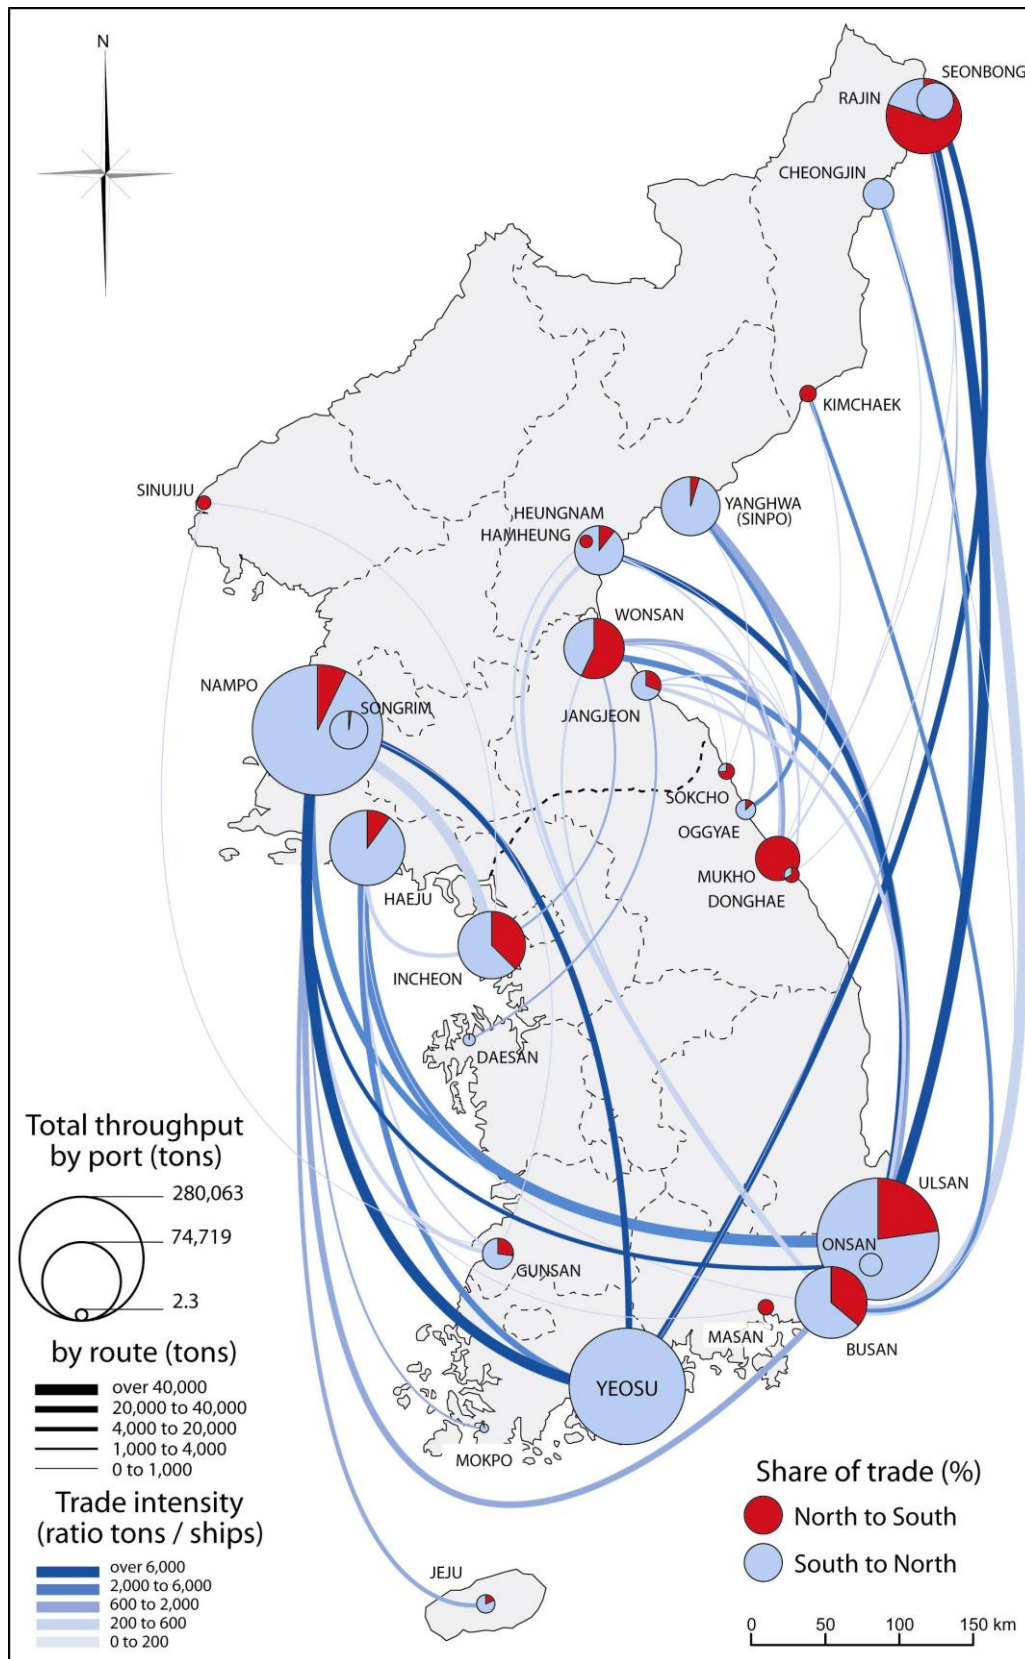 N
SEONBONG
RAJIN
CHEONGJIN
KIMCHAEK
SINUIJU
YANGHWA
(SINPO)
HEUNGNAM
HAMHEUNG
WONSAN
NAMPO
SONGRIM
JANGJEON
SOKCHO
OGGYAE
MUKHO
DONGHAE
HAEJU
INCHEON
DAESAN
Total throughput
by port (tons)
280,063
74,719
2.3
by route (tons)
over 40,000
20,000 to 40,000
4,000 to 20,000
1,000 to 4,000
0 to 1,000
Trade intensity
(ratio tons / ships)
over 6,000
2,000 to 6,000
600 to 2,000
200 to 600
0 to 200
ULSAN
ONSAN
GUNSAN
MASAN
BUSAN
YEOSU
MOKPO
JEJU
Share of trade (%)
North to South
South to North
0 50 100 150 km